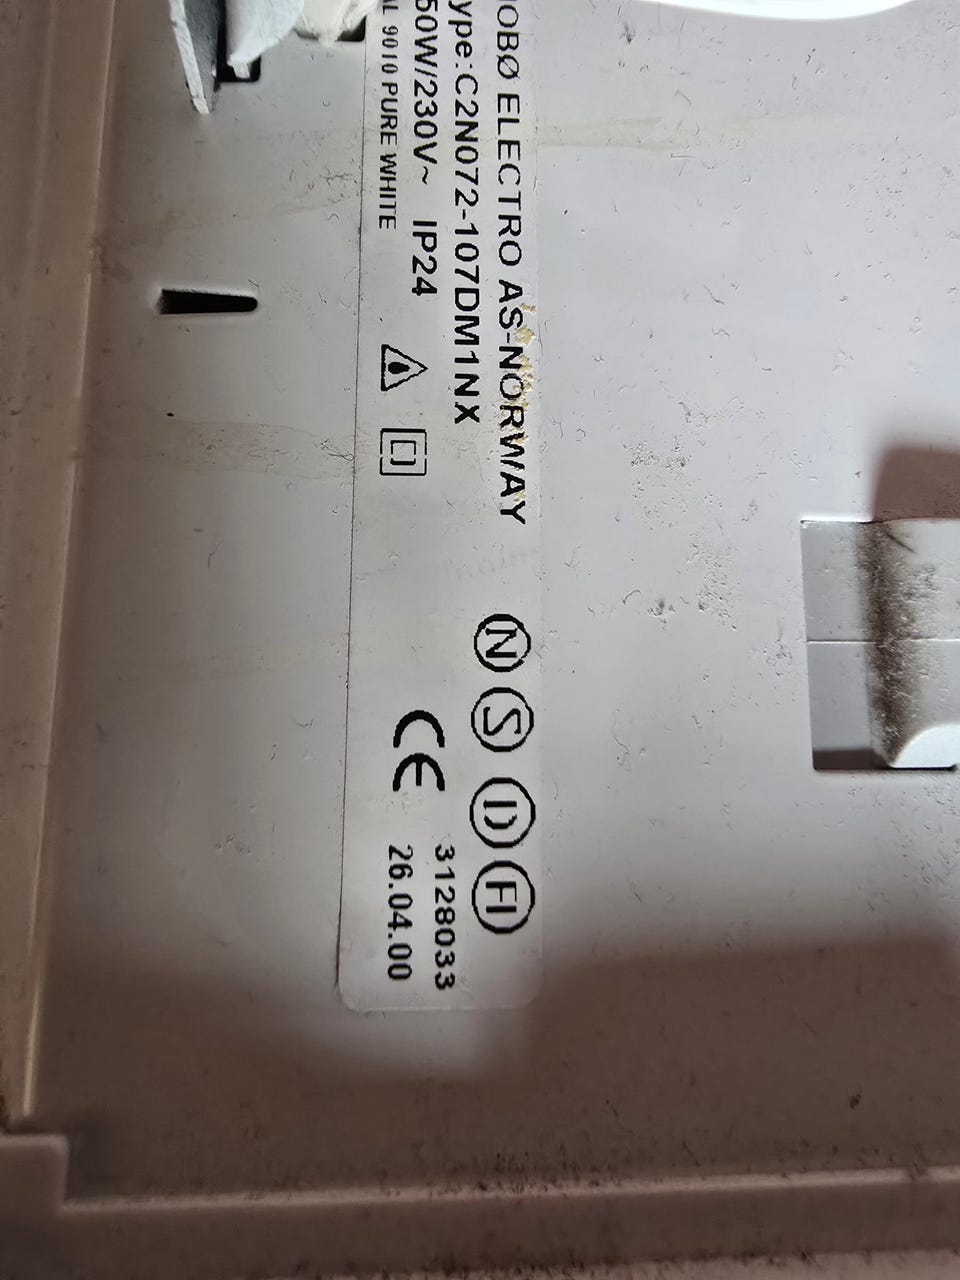 OBØ ELECTRO AS-NORWAY
ype:C2N072-107DM1NX
50W/230V~ IP24
AL 9010 PURE WHITE
N S D FI
CE
3128033
26.04.00